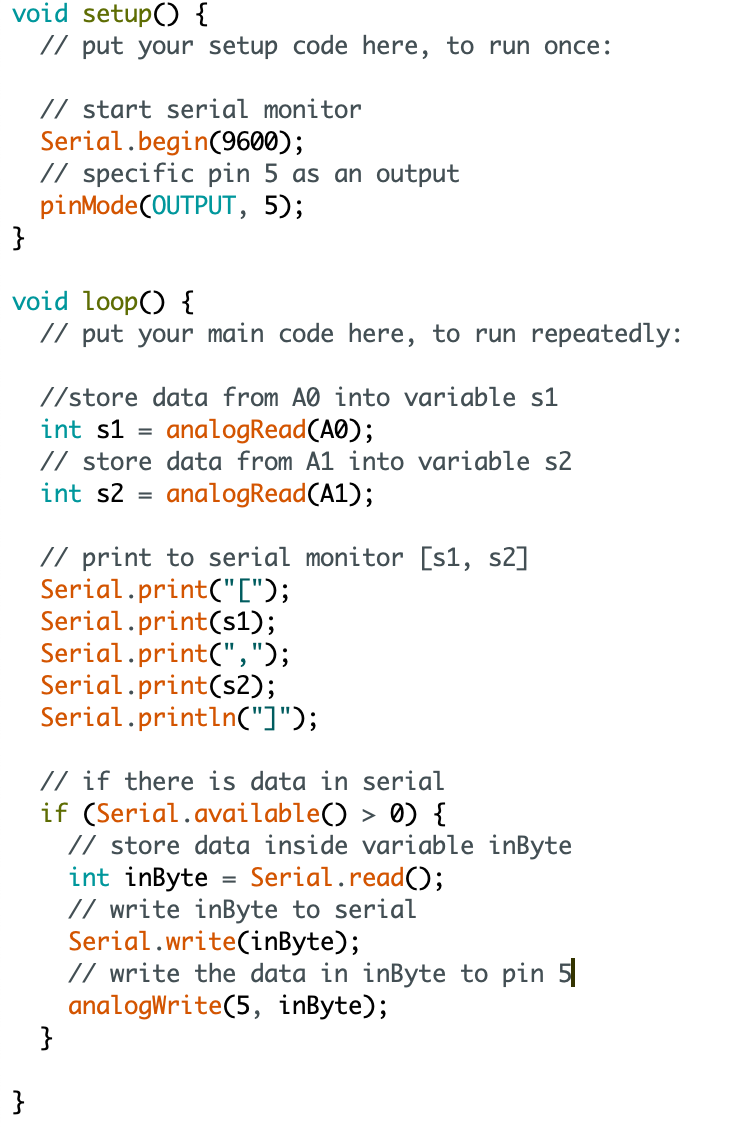 void setup() {
  // put your setup code here, to run once:

  // start serial monitor
  Serial.begin(9600);
  // specific pin 5 as an output
  pinMode(OUTPUT, 5);
}

void loop() {
  // put your main code here, to run repeatedly:

  //store data from A0 into variable s1
  int s1 = analogRead(A0);
  // store data from A1 into variable s2
  int s2 = analogRead(A1);

  // print to serial monitor [s1, s2]
  Serial.print("[");
  Serial.print(s1);
  Serial.print(",");
  Serial.print(s2);
  Serial.println("]");

  // if there is data in serial
  if (Serial.available() > 0) {
    // store data inside variable inByte
    int inByte = Serial.read();
    // write inByte to serial
    Serial.write(inByte);
    // write the data in inByte to pin 5
    analogWrite(5, inByte);
  }

}